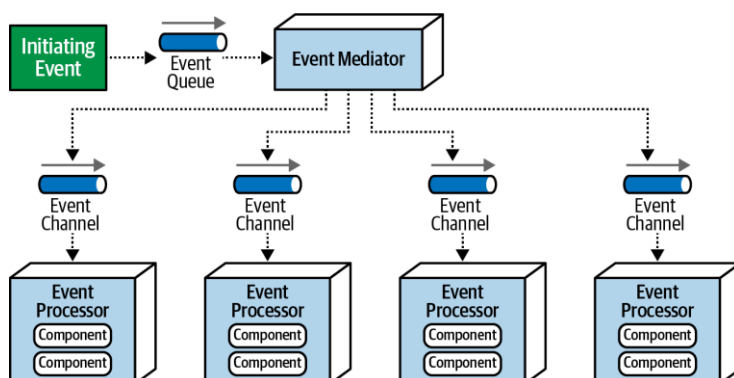 Initiating
Event
Event
Queue
Event Mediator
Event
Channel
Event
Channel
Event
Channel
Event
Channel
Event
Processor
Component
Component
Event
Processor
Component
Component
Event
Processor
Component
Component
Event
Processor
Component
Component